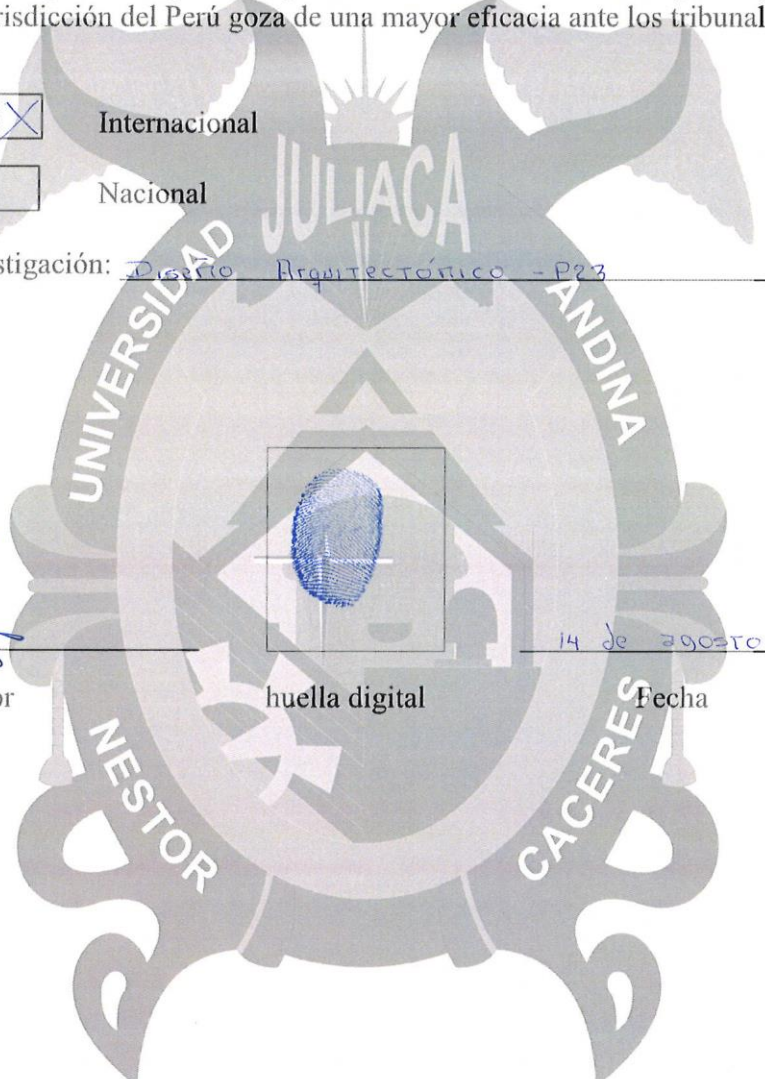 risdicción del Perú goza de una mayor eficacia ante los tribunal
X Internacional
Nacional
stigación: Diseño Arquitectónico - P23
14 de agosto
or huella digital Fecha
UNIVERSIDAD ANDINA
NESTOR CACERES
JULIACA